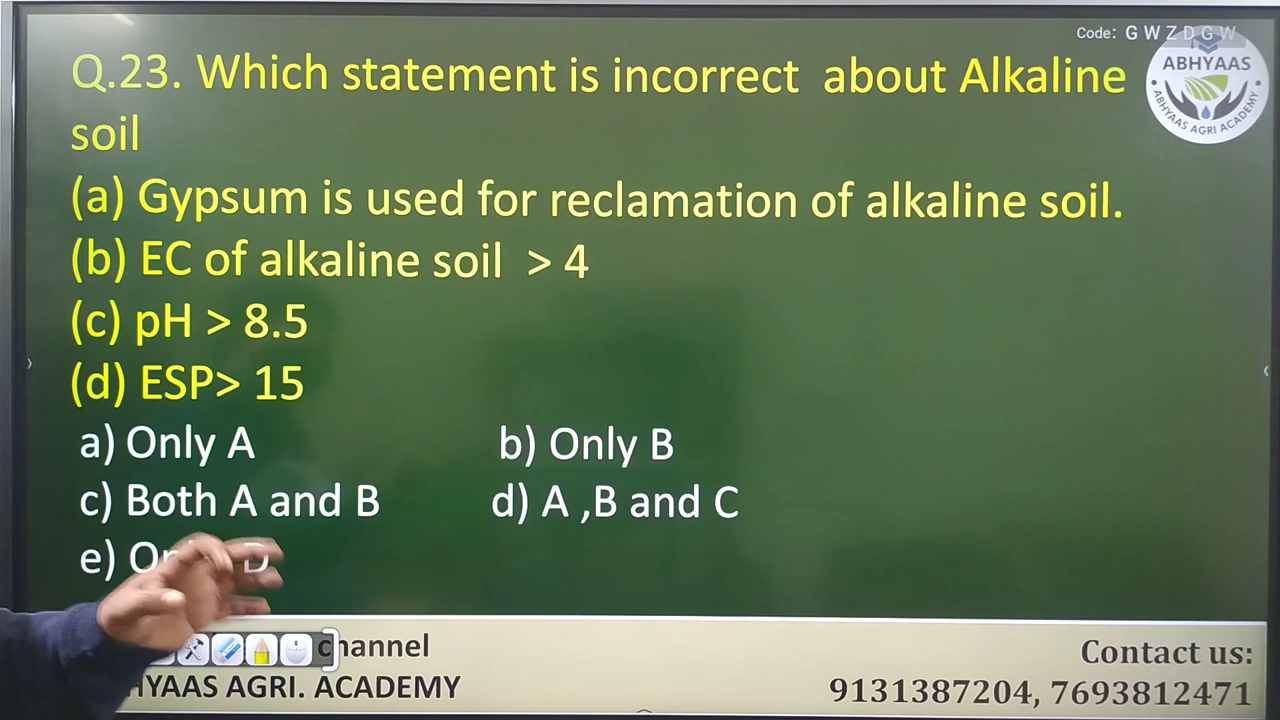 Code: G W Z D G W
Q.23. Which statement is incorrect about Alkaline
soil
(a) Gypsum is used for reclamation of alkaline soil.
(b) EC of alkaline soil > 4
(c) pH > 8.5
(d) ESP> 15
a) Only A b) Only B
c) Both A and B d) A ,B and C
e) D
ABHYAAS
ABHYAAS AGRI ACADEMY
channel
AGRI. ACADEMY
Contact us:
9131387204, 7693812471